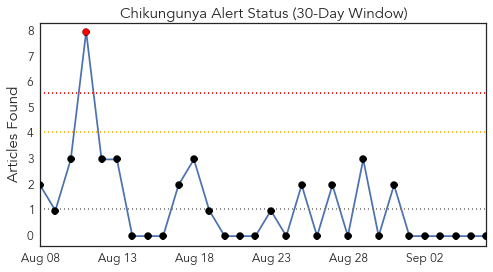 Chikungunya Alert Status (30-Day Window)
Articles Found
8
7
6
5
4
3
2
1
0
Aug 08
Aug 13
Aug 18
Aug 23
Aug 28
Sep 02